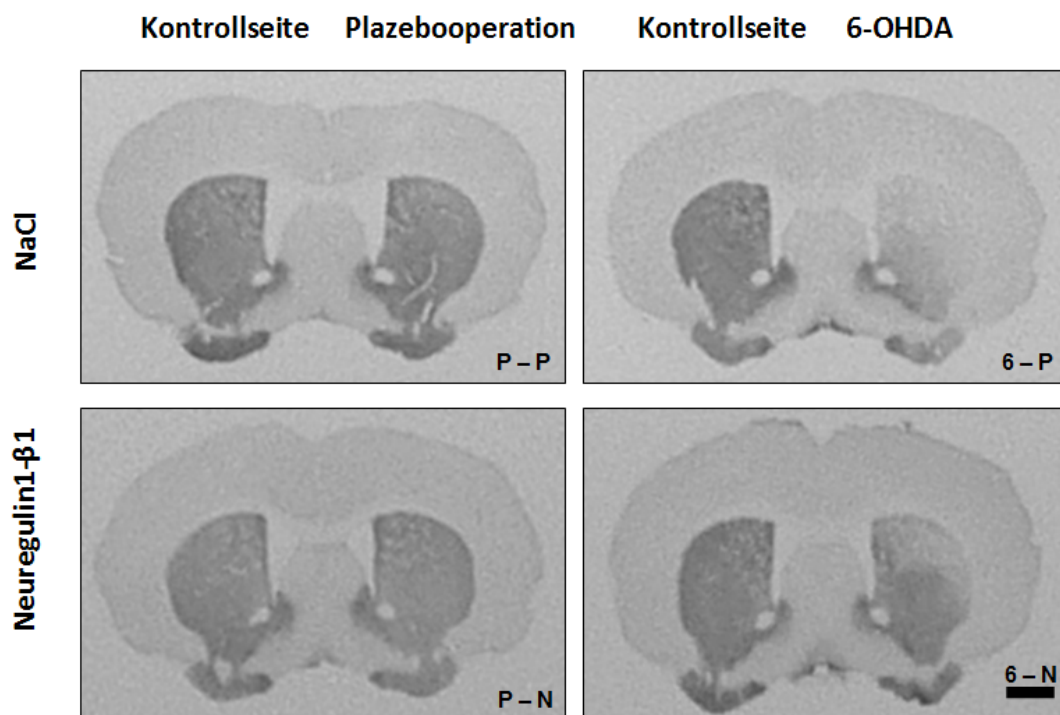 Kontrollseite Plazebooperation Kontrollseite 6-OHDA
NaCl
P – P
6 – P
Neuregulin1-β1
P – N
6 – N